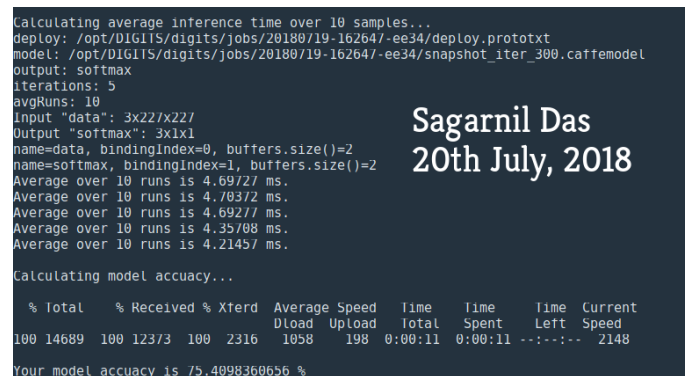 Calculating average inference time over 10 samples...
deploy: /opt/DIGITS/digits/jobs/20180719-162647-ee34/deploy.prototxt
model: /opt/DIGITS/digits/jobs/20180719-162647-ee34/snapshot_iter_300.caffemodel
output: softmax
iterations: 5
avgRuns: 10
Input "data": 3x227x227
Output "softmax": 3x1x1
name=data, bindingIndex=0, buffers.size()=2
name=softmax, bindingIndex=1, buffers.size()=2
Average over 10 runs is 4.69727 ms.
Average over 10 runs is 4.70372 ms.
Average over 10 runs is 4.69277 ms.
Average over 10 runs is 4.35708 ms.
Average over 10 runs is 4.21457 ms.
Sagarnil Das
20th July, 2018
Calculating model accuacy...
% Total % Received % Xferd Average Speed Time Time Time Current
Dload Upload Total Spent Left Speed
100 14689 100 12373 100 2316 1058 198 0:00:11 0:00:11 --:--:-- 2148
Your model accuacy is 75.4098360656 %